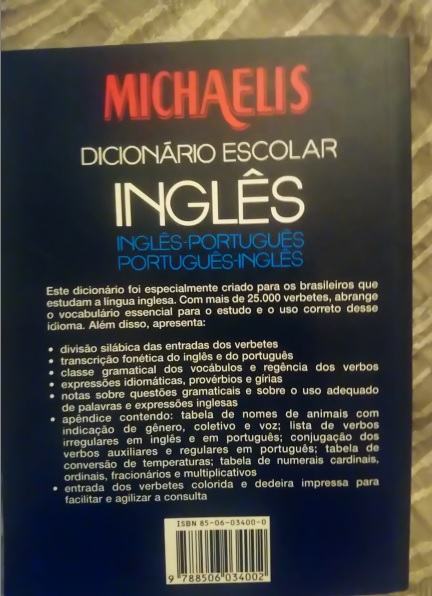 MICHAELIS
DICIONÁRIO ESCOLAR
INGLÊS
INGLÊS-PORTUGUÊS
PORTUGUÊS-INGLÊS
Este dicionário foi especialmente criado para os brasileiros que
estudam a língua inglesa. Com mais de 25.000 verbetes, abrange
o vocabulário essencial para o estudo e o uso correto desse
idioma. Além disso, apresenta:
• divisão silábica das entradas dos verbetes
• transcrição fonética do inglês e do português
• classe gramatical dos vocábulos e regência dos verbos
• expressões idiomáticas, provérbios e gírias
• notas sobre questões gramaticais e sobre o uso adequado
de palavras e expressões inglesas
• apêndice contendo: tabela de nomes de animais com
indicação de gênero, coletivo e voz; lista de verbos
irregulares em inglês e em português; conjugação dos
verbos auxiliares e regulares em português; tabela de
conversão de temperaturas; tabela de numerais cardinais,
ordinais, fracionários e multiplicativos
• entrada dos verbetes colorida e dedeira impressa para
facilitar e agilizar a consulta
ISBN 85-06-03400-0
9 788506 034002